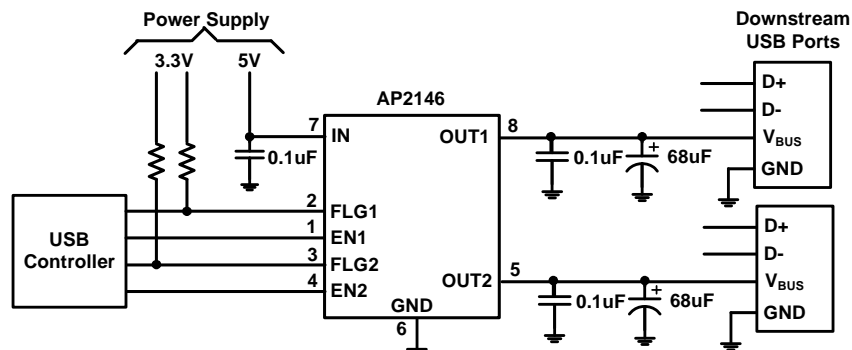 Power Supply
3.3V
5V
Downstream
USB Ports
AP2146
7
IN
0.1uF
OUT1
8
0.1uF
+
68uF
D+
D-
VBUS
GND
USB
Controller
2
FLG1
1
EN1
3
FLG2
4
EN2
GND
6
OUT2
5
0.1uF
+
68uF
D+
D-
VBUS
GND